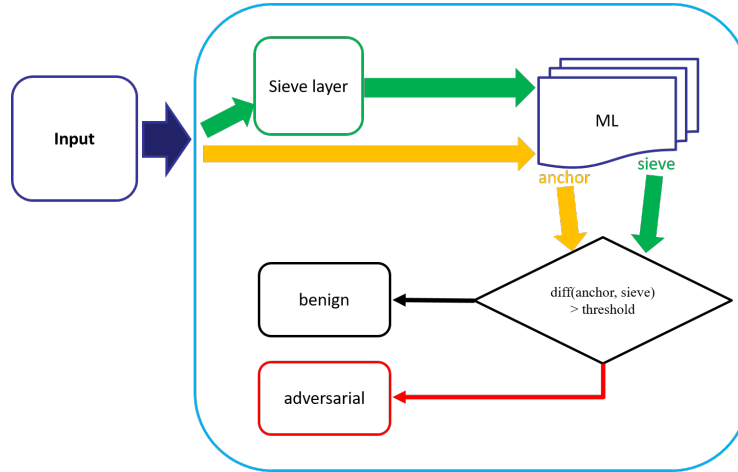 Sieve layer
Input
ML
anchor
sieve
diff(anchor, sieve)
> threshold
benign
adversarial